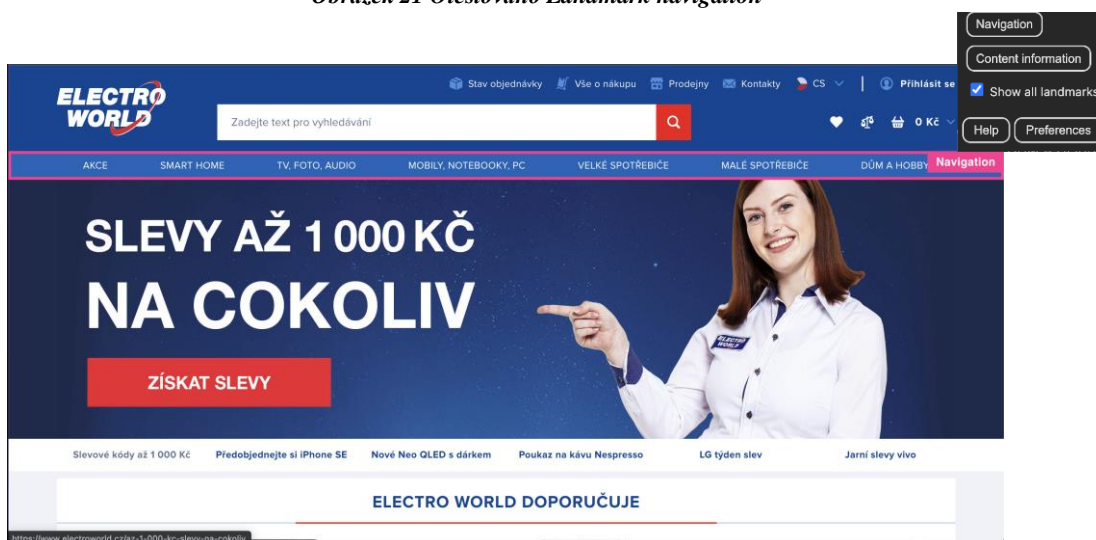 Obrázek 21 Otestováno Landmark navigation
Navigation
Content information
Show all landmarks
Help Preferences
ELECTRO
WORLD
Stav objednávky Vše o nákupu Prodejny Kontakty CS Přihlásit se
Zadejte text pro vyhledávání
0 Kč
AKCE SMART HOME TV, FOTO, AUDIO MOBILY, NOTEBOOKY, PC VELKÉ SPOTŘEBIČE MALÉ SPOTŘEBIČE DŮM A HOBBY Navigation
SLEVY AŽ 1 000 KČ
NA COKOLIV
ZÍSKAT SLEVY
ELECTRO
WORLD
Slevové kódy až 1 000 Kč Předobjednejte si iPhone SE Nové Neo QLED s dárkem Poukaz na kávu Nespresso LG týden slev Jarní slevy vivo
ELECTRO WORLD DOPORUČUJE
https://www.electroworld.cz/az-1-000-kc-slevy-na-cokoliv